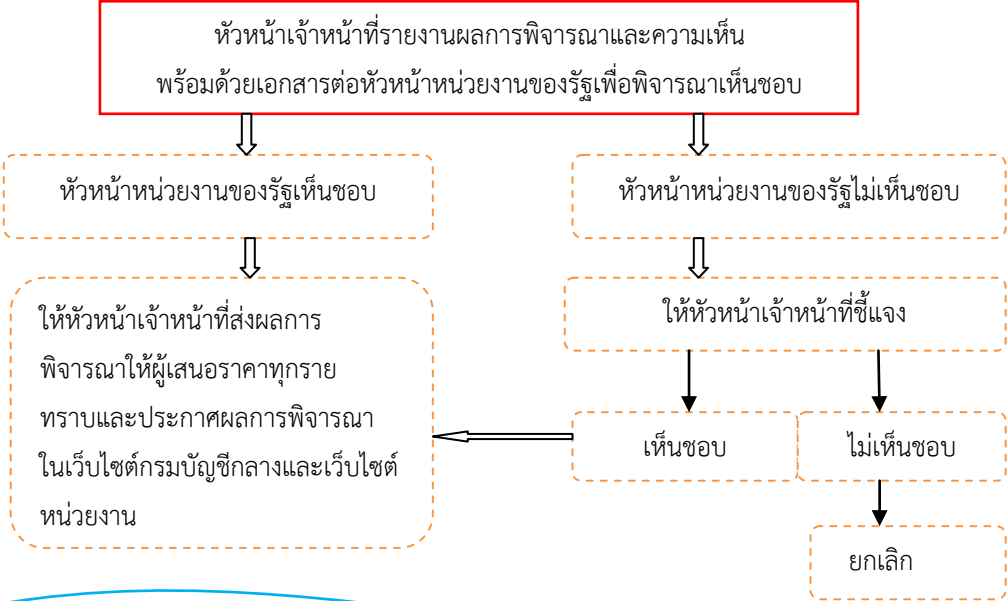 หัวหน้าเจ้าหน้าที่รายงานผลการพิจารณาและความเห็น
พร้อมด้วยเอกสารต่อหัวหน้าหน่วยงานของรัฐเพื่อพิจารณาเห็นชอบ
หัวหน้าหน่วยงานของรัฐเห็นชอบ
หัวหน้าหน่วยงานของรัฐไม่เห็นชอบ
ให้หัวหน้าเจ้าหน้าที่ส่งผลการ
พิจารณาให้ผู้เสนอราคาทุกราย
ทราบและประกาศผลการพิจารณา
ในเว็บไซต์กรมบัญชีกลางและเว็บไซต์
หน่วยงาน
ให้หัวหน้าเจ้าหน้าที่ชี้แจง
เห็นชอบ
ไม่เห็นชอบ
ยกเลิก